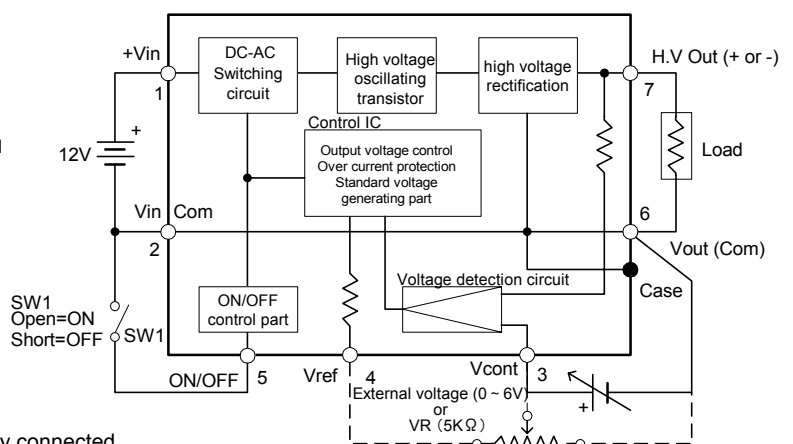 +Vin
1
DC-AC
Switching
circuit
High voltage
oscillating
transistor
high voltage
rectification
H.V Out (+ or -)
7
Control IC
Output voltage control
Over current protection
Standard voltage
generating part
+
12V
Load
Vin Com
2
6
Vout (Com)
Voltage detection circuit
Case
SW1
Open=ON
Short=OFF
SW1
ON/OFF
control part
ON/OFF
5
Vref
4
Vcont
3
External voltage (0 ~ 6V)
or
VR (5KΩ)
+
connected